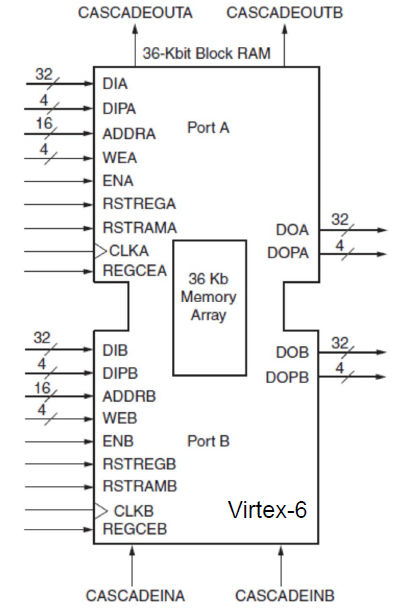 CASCADEOUTA CASCADEOUTB
36-Kbit Block RAM
32 DIA
4 DIPA
16 ADDRA
Port A
4 WEA
ENA
RSTREGA
RSTRAMA
DOA 32
CLKA
DOPA 4
REGCEA
36 Kb
Memory
Array
32 DIB
DOB 32
4 DIPB
DOPB 4
16 ADDRB
4 WEB
ENB
Port B
RSTREGB
RSTRAMB
CLKB
Virtex-6
REGCEB
CASCADEINA CASCADEINB